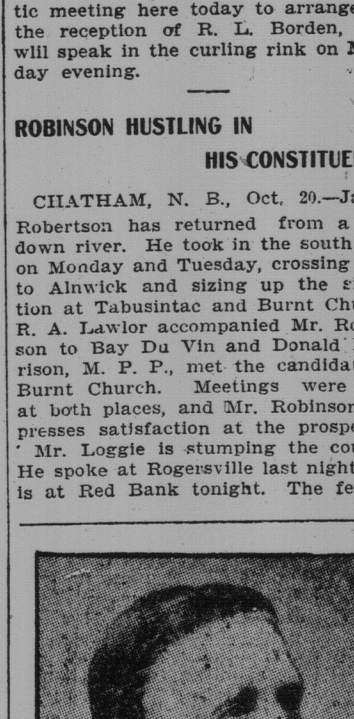 tic meeting here today to arrange
the reception of R. L. Borden,
wlil speak in the curling rink on M
day evening.
ROBINSON HUSTLING IN
HIS CONSTITUE
CHATHAM, N. B., Oct. 20.—Ja
Robertson has returned from a
down river. He took in the south
on Monday and Tuesday, crossing
to Alnwick and sizing up the s
tion at Tabusintac and Burnt Chu
R. A. Lawlor accompanied Mr. Ro
son to Bay Du Vin and Donald
rison, M. P. P., met the candidat
Burnt Church. Meetings were
at both places, and Mr. Robinson
presses satisfaction at the prospe
Mr. Loggie is stumping the cou
He spoke at Rogersville last night
is at Red Bank tonight. The fe